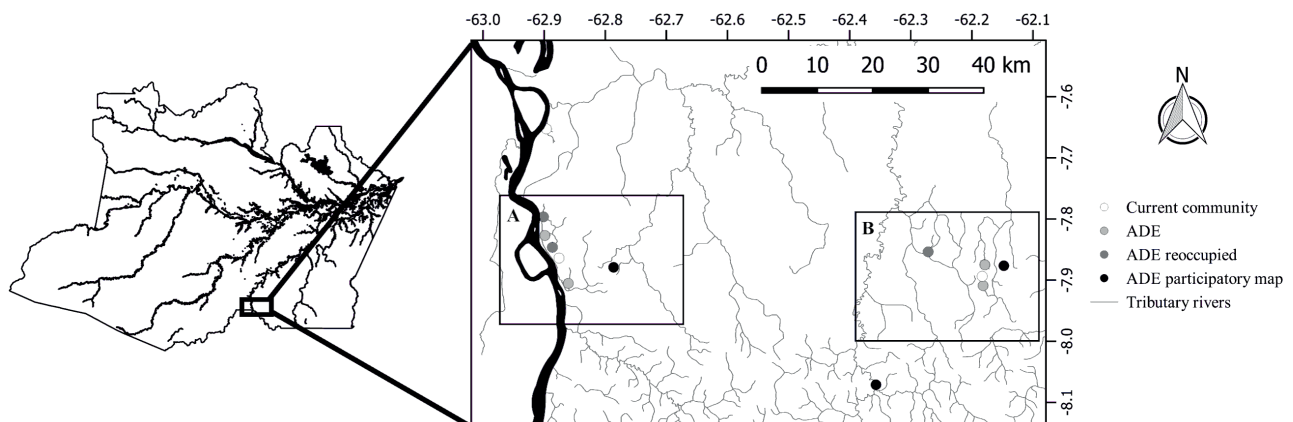 -63.0 -62.9 -62.8 -62.7 -62.6 -62.5 -62.4 -62.3 -62.2 -62.1
0 10 20 30 40 km
N
-7.6
-7.7
-7.8
-7.9
-8.0
-8.1
A
B
Current community
ADE
ADE reoccupied
ADE participatory map
Tributary rivers